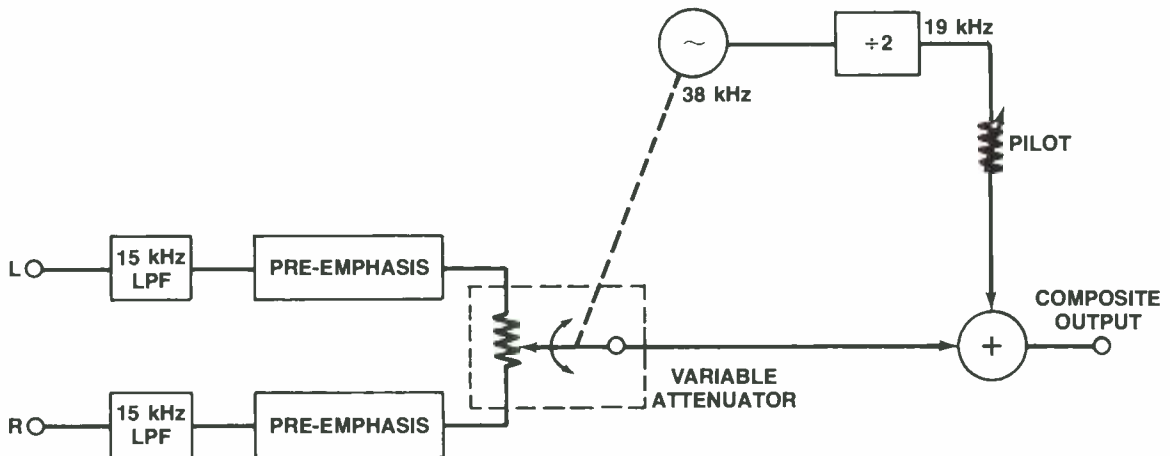 ~
÷2
19 kHz
38 kHz
PILOT
L
15 kHz
LPF
PRE-EMPHASIS
COMPOSITE
OUTPUT
+
VARIABLE
ATTENUATOR
R
15 kHz
LPF
PRE-EMPHASIS